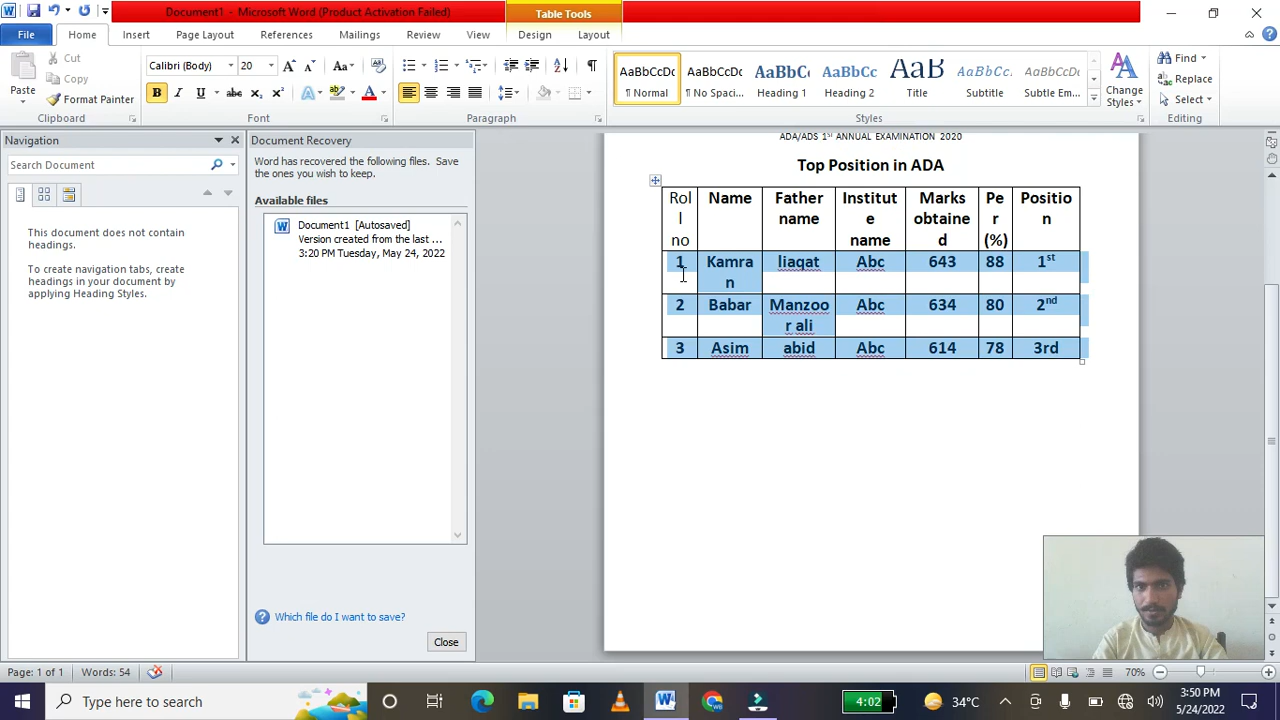 Document1 - Microsoft Word (Product Activation Failed)
Table Tools
File
Home
Insert
Page Layout
References
Mailings
Review
View
Design
Layout
Paste
Cut
Copy
Format Painter
Clipboard
Calibri (Body)
20
Font
Paragraph
AaBbCcDc
¶ Normal
AaBbCcDc
¶ No Spaci...
AaBbCc
Heading 1
AaBbCc
Heading 2
AaB
Title
AaBbCc
Subtitle
AaBbCcDc
Subtle Em...
Change
Styles
Styles
Find
Replace
Select
Editing
Navigation
Search Document
This document does not contain
headings.
To create navigation tabs, create
headings in your document by
applying Heading Styles.
Document Recovery
Word has recovered the following files. Save
the ones you wish to keep.
Available files
Document1 [Autosaved]
Version created from the last ...
3:20 PM Tuesday, May 24, 2022
Which file do I want to save?
Close
ADA/ADS 1st ANNUAL EXAMINATION 2020
Top Position in ADA
Rol
l
no
Name
Father
name
Institut
e
name
Marks
obtaine
d
Pe
r
(%)
Positio
n
1
Kamra
n
liaqat
Abc
643
88
1st
2
Babar
Manzoo
r ali
Abc
634
80
2nd
3
Asim
abid
Abc
614
78
3rd
Page: 1 of 1
Words: 54
70%
Type here to search
4:02
34°C
3:50 PM
5/24/2022